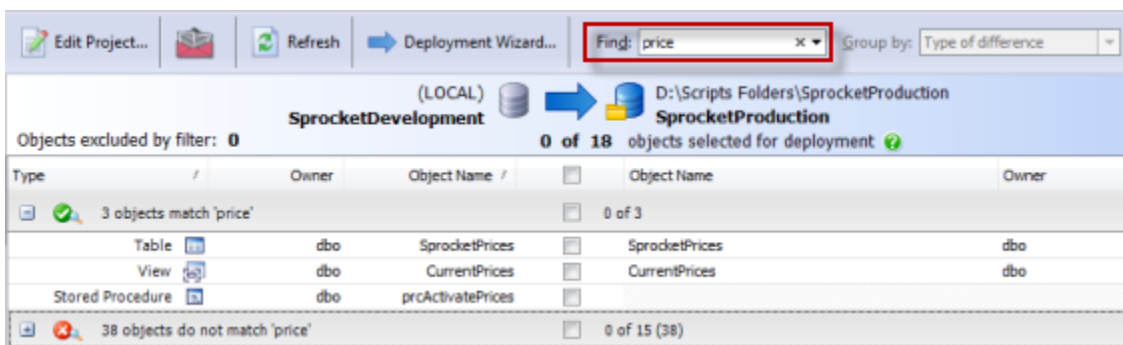 Edit Project... Refresh Deployment Wizard... Find: price Group by: Type of difference
(LOCAL) D:\Scripts Folders\SprocketProduction
SprocketDevelopment SprocketProduction
Objects excluded by filter: 0 0 of 18 objects selected for deployment
Type Owner Object Name Object Name Owner
3 objects match 'price' 0 of 3
Table dbo SprocketPrices SprocketPrices dbo
View dbo CurrentPrices CurrentPrices dbo
Stored Procedure dbo prcActivatePrices
38 objects do not match 'price' 0 of 15 (38)